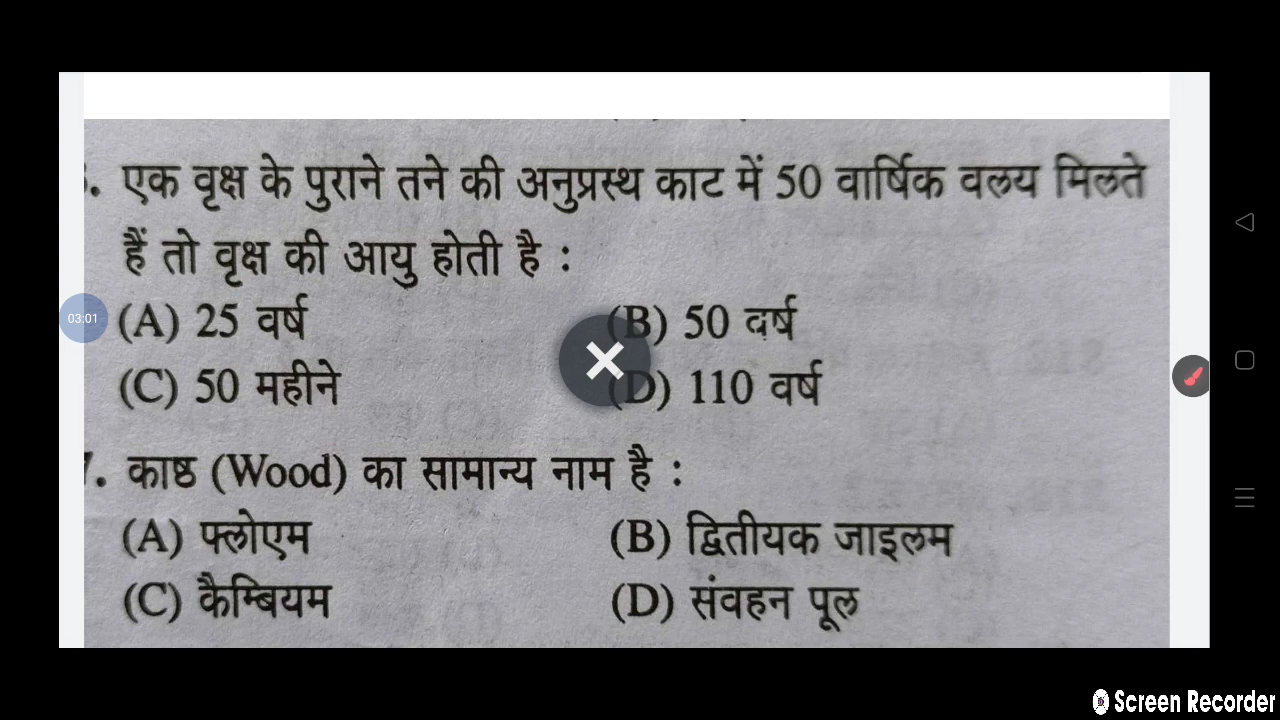 . एक वृक्ष के पुराने तने की अनुप्रस्थ काट में 50 वार्षिक वलय मिलते
हैं तो वृक्ष की आयु होती है :
03:01
(A) 25 वर्ष (B) 50 वर्ष
(C) 50 महीने (D) 110 वर्ष
7. काष्ठ (Wood) का सामान्य नाम है :
(A) फ्लोएम (B) द्वितीयक जाइलम
(C) कैम्बियम (D) संवहन पूल
Screen Recorder